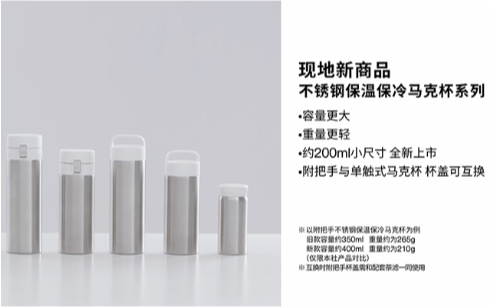 现地新商品
不锈钢保温保冷马克杯系列
•容量更大
•重量更轻
•约200ml小尺寸 全新上市
•附把手与单触式马克杯 杯盖可互换
※以附把手不锈钢保温保冷马克杯为例
旧款容量约350ml 重量约为265g
新款容量约400ml 重量约为210g
（仅限本社产品对比）
※互换时附把手杯盖需和配套茶滤一同使用